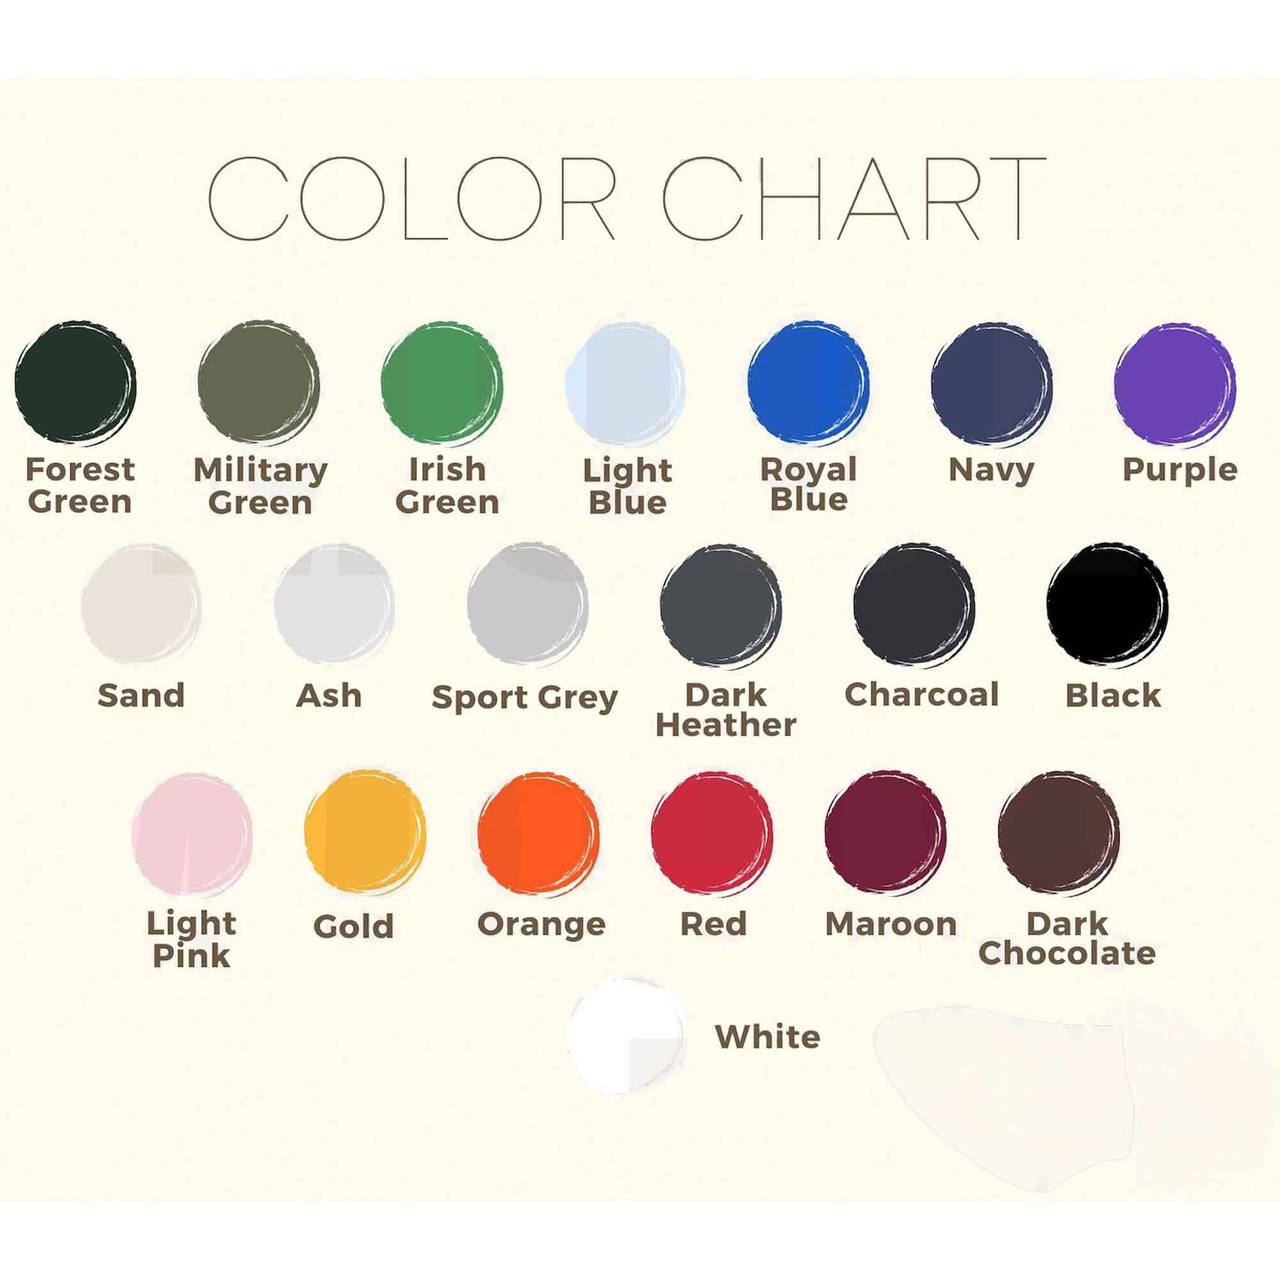 COLOR CHART
Forest
Green
Military
Green
Irish
Green
Light
Blue
Royal
Blue
Navy
Purple
Sand
Ash
Sport Grey
Dark
Heather
Charcoal
Black
Light
Pink
Gold
Orange
Red
Maroon
Dark
Chocolate
White